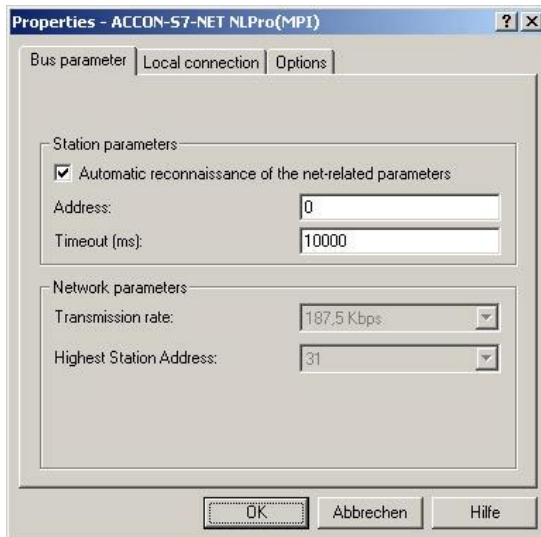 Properties - ACCON-S7-NET NLPro(MPI)
Bus parameter Local connection Options
Station parameters
Automatic reconnaissance of the net-related parameters
Address: 0
Timeout (ms): 10000
Network parameters
Transmission rate: 187,5 Kbps
Highest Station Address: 31
OK Abbrechen Hilfe